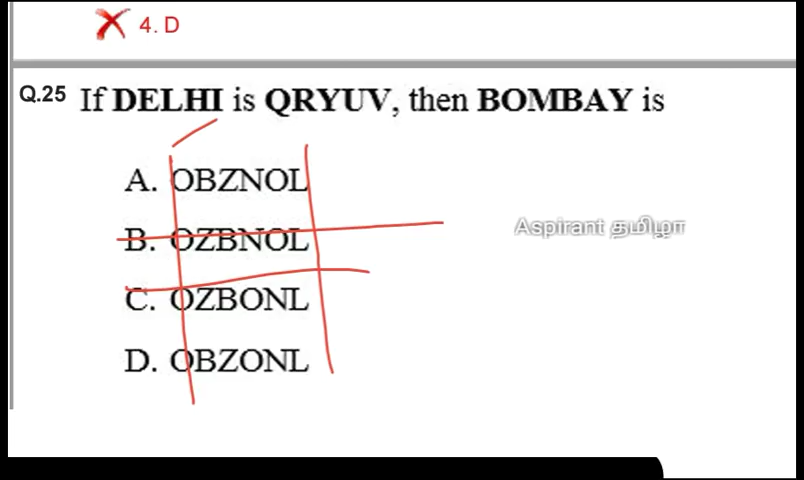 4. D
Q.25 If DELHI is QRYUV, then BOMBAY is
A. OBZNOL
B. OZBNOL
Aspirant தமிழா
C. OZBONL
D. OBZONL